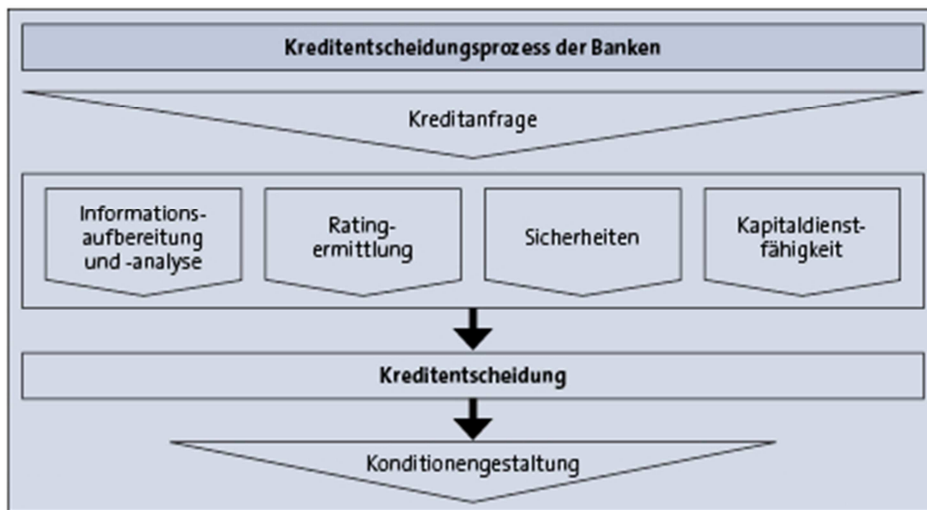 Kreditentscheidungsprozess der Banken
Kreditanfrage
Informations-
aufbereitung
und -analyse
Rating-
ermittlung
Sicherheiten
Kapitaldienst-
fähigkeit
Kreditentscheidung
Konditionengestaltung